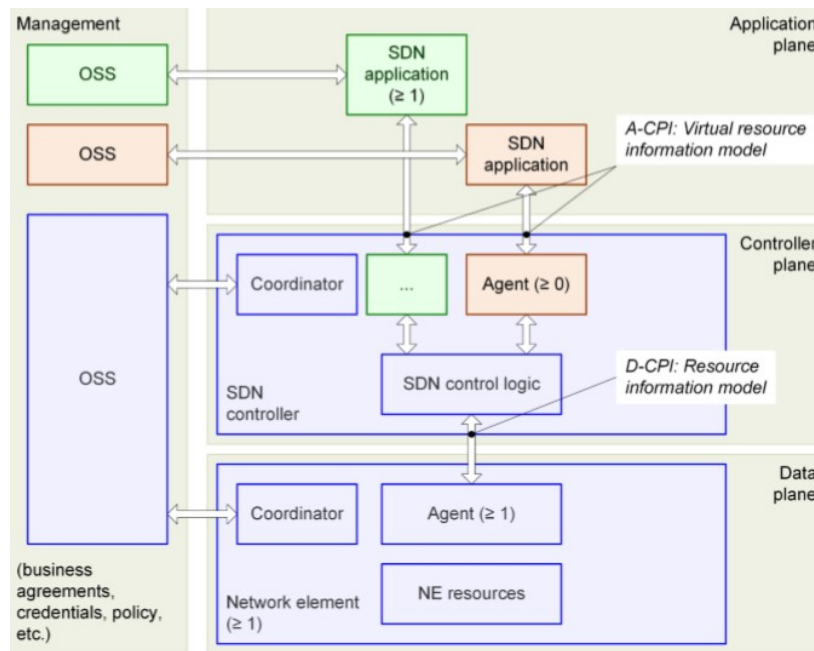 Management
Application
plane
OSS
SDN
application
(≥ 1)
OSS
SDN
application
A-CPI: Virtual resource
information model
Controller
plane
Coordinator
...
Agent (≥ 0)
OSS
SDN control logic
D-CPI: Resource
information model
SDN
controller
Data
plane
Coordinator
Agent (≥ 1)
NE resources
Network element
(≥ 1)
(business
agreements,
credentials, policy,
etc.)